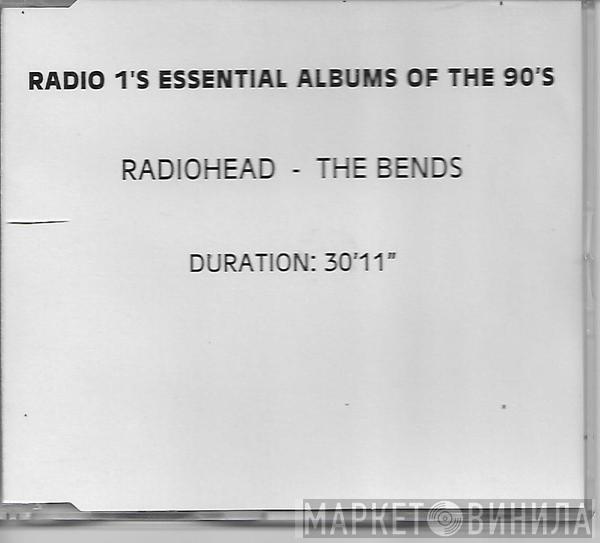 RADIO 1'S ESSENTIAL ALBUMS OF THE 90'S
RADIOHEAD - THE BENDS
DURATION: 30'11"
МАРКЕТ ВИНИЛА